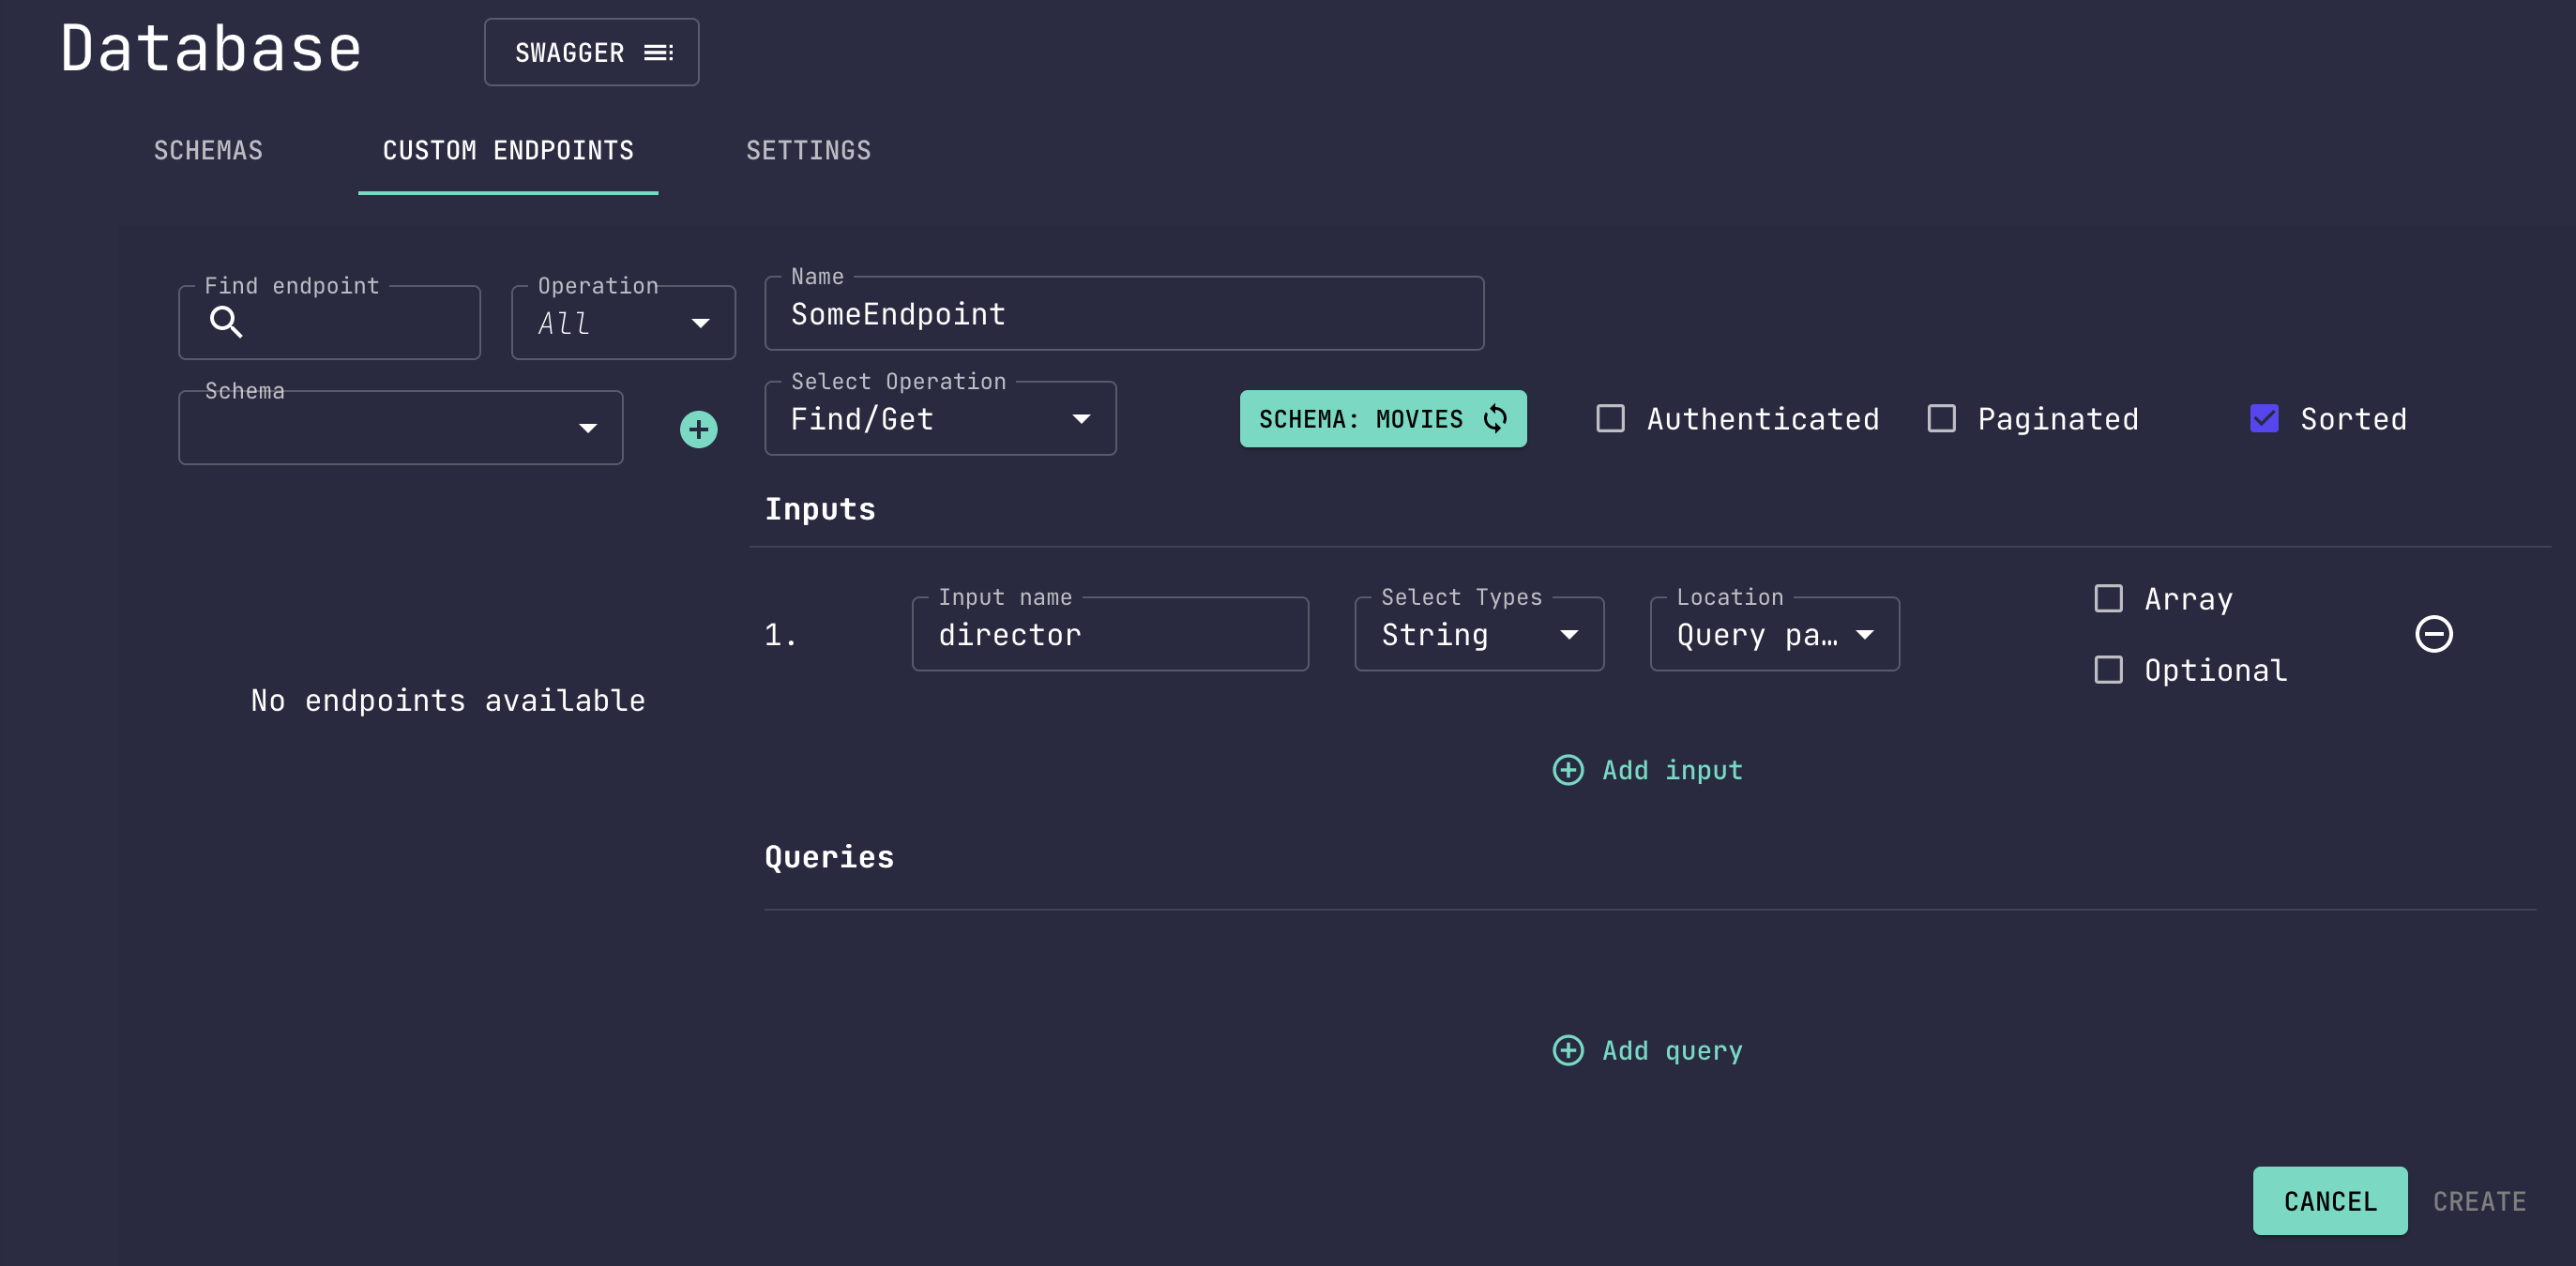 Database
SWAGGER
SCHEMAS
CUSTOM ENDPOINTS
SETTINGS
Find endpoint
Operation
All
Schema
No endpoints available
Name
SomeEndpoint
Select Operation
Find/Get
SCHEMA: MOVIES
Authenticated
Paginated
Sorted
Inputs
1.
Input name
director
Select Types
String
Location
Query pa…
Array
Optional
Add input
Queries
Add query
CANCEL
CREATE